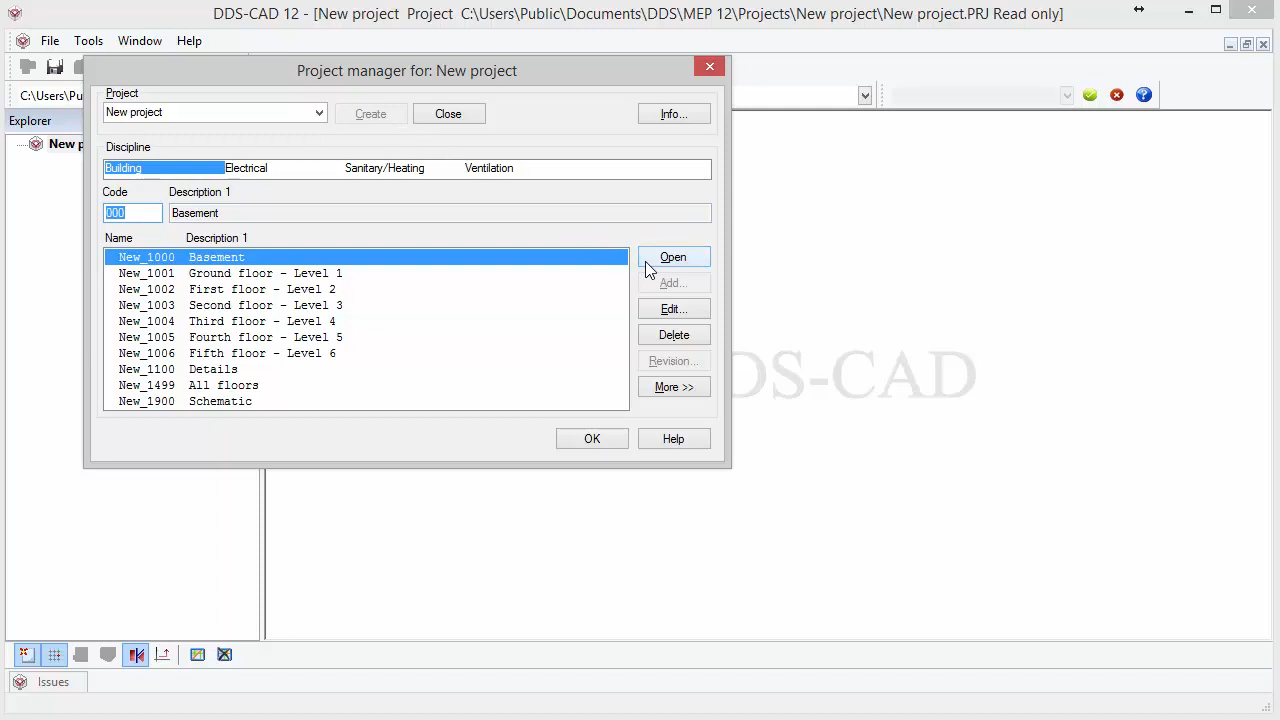 DDS-CAD 12 - [New project  Project  C:\Users\Public\Documents\DDS\MEP 12\Projects\New project\New project.PRJ Read only]
File Tools Window Help
C:\Users\Pu
Explorer
New p
Project manager for: New project
Project
New project Create Close Info...
Discipline
Building Electrical Sanitary/Heating Ventilation
Code Description 1
000 Basement
Name Description 1
New_1000 Basement
New_1001 Ground floor - Level 1
New_1002 First floor - Level 2
New_1003 Second floor - Level 3
New_1004 Third floor - Level 4
New_1005 Fourth floor - Level 5
New_1006 Fifth floor - Level 6
New_1100 Details
New_1499 All floors
New_1900 Schematic
Open
Add...
Edit...
Delete
Revision...
More >>
OK Help
DS-CAD
Issues